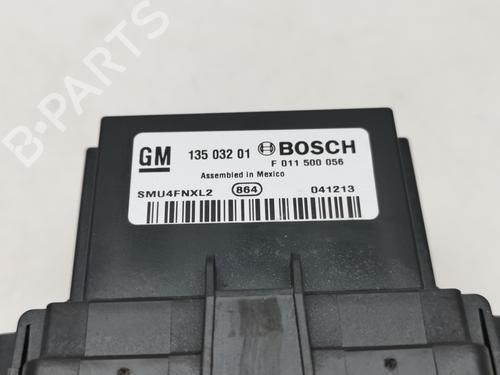 B-PARTS
GM 135 032 01 BOSCH
F 011 500 056
Assembled in Mexico
SMU4FNXL2 864 041213